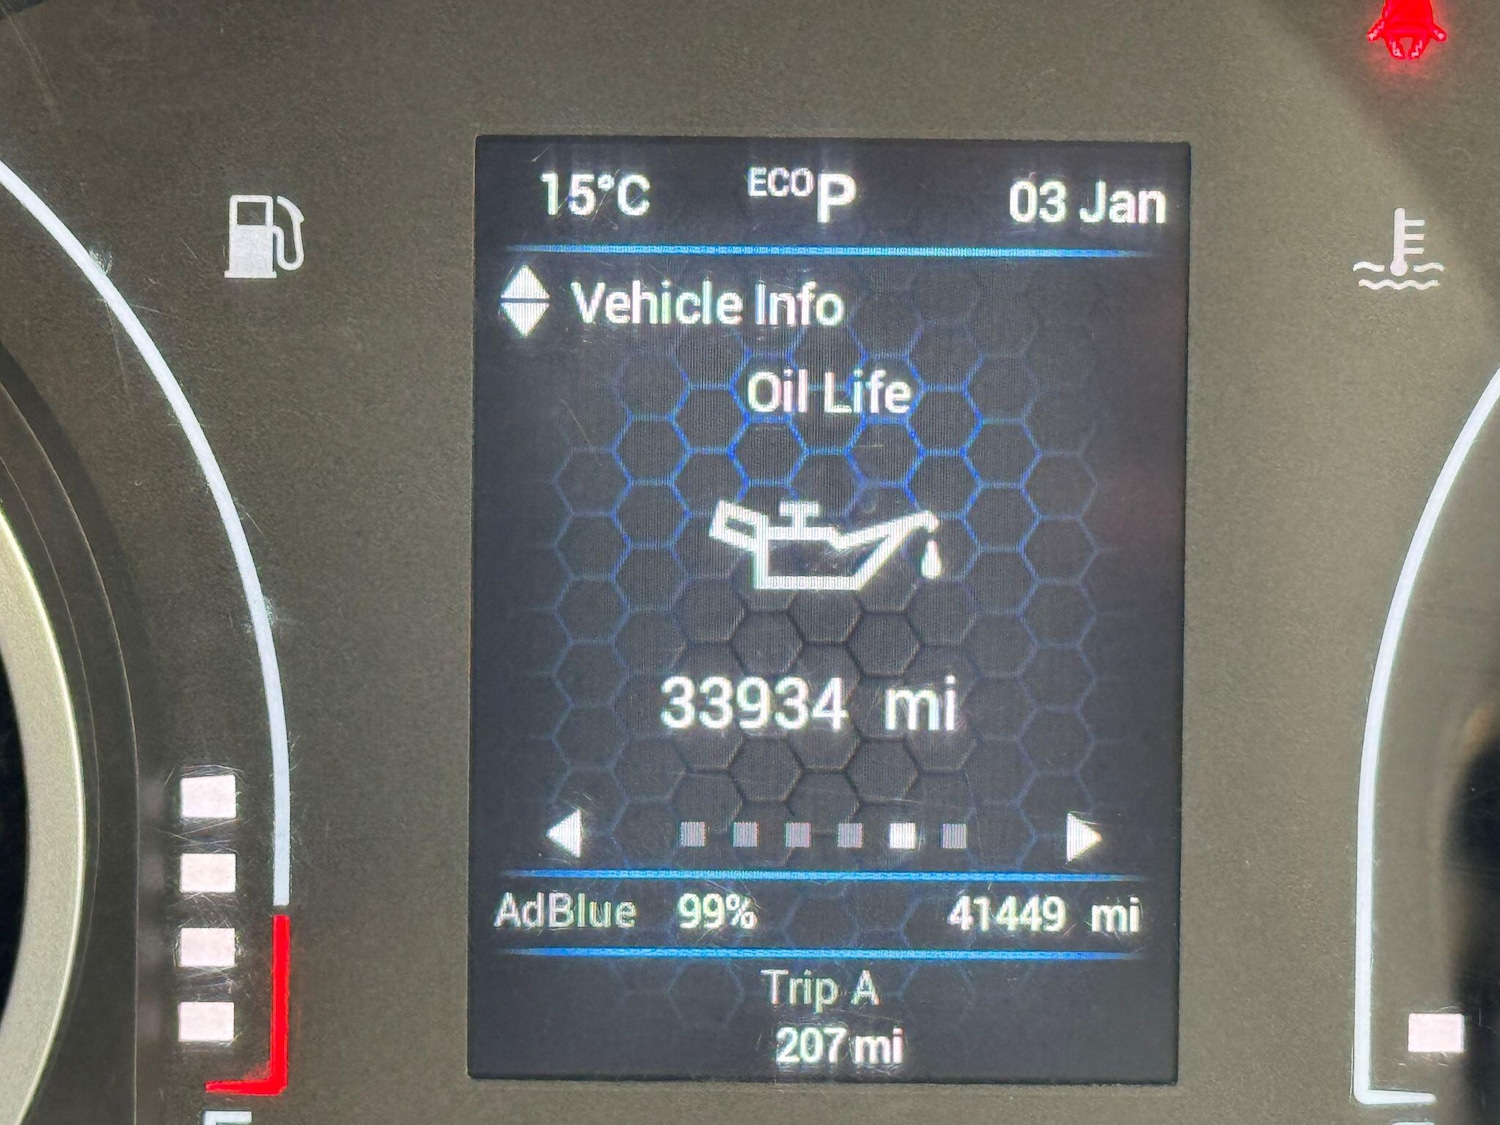 15°C ECO P 03 Jan
Vehicle Info
Oil Life
33934 mi
AdBlue 99% 41449 mi
Trip A
207 mi